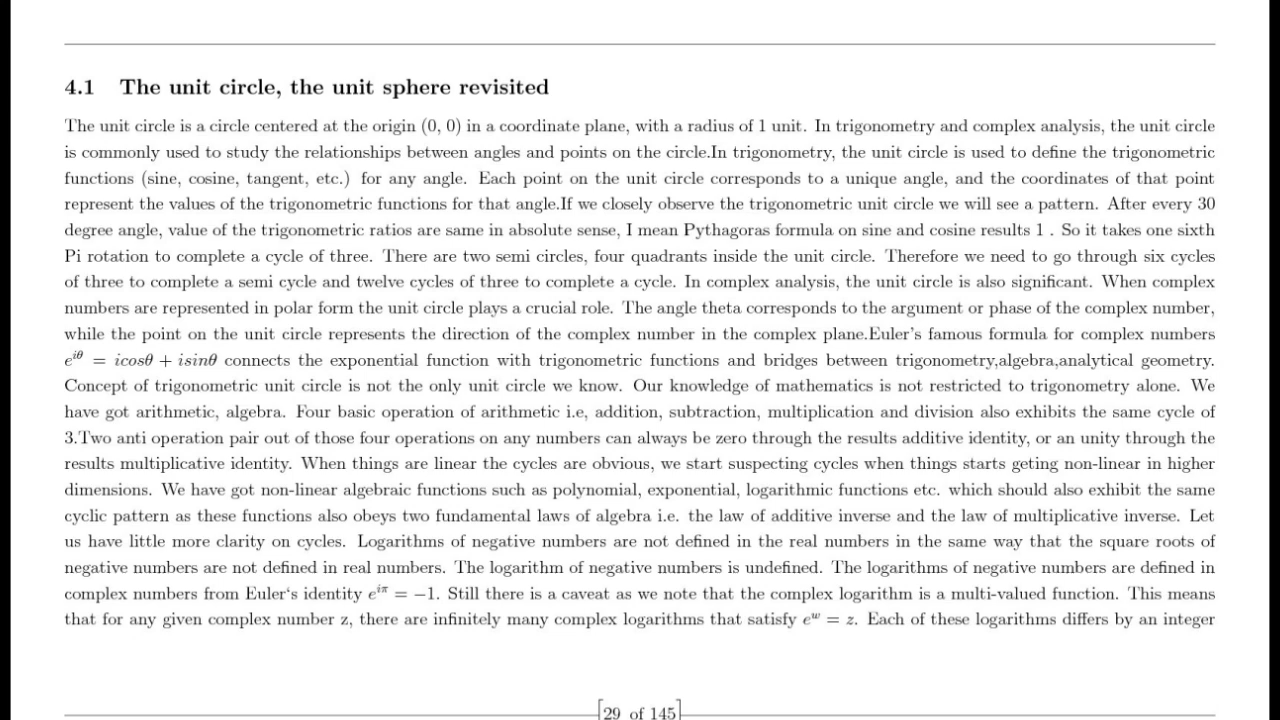 4.1 The unit circle, the unit sphere revisited
The unit circle is a circle centered at the origin (0, 0) in a coordinate plane, with a radius of 1 unit. In trigonometry and complex analysis, the unit circle
is commonly used to study the relationships between angles and points on the circle.In trigonometry, the unit circle is used to define the trigonometric
functions (sine, cosine, tangent, etc.) for any angle. Each point on the unit circle corresponds to a unique angle, and the coordinates of that point
represent the values of the trigonometric functions for that angle.If we closely observe the trigonometric unit circle we will see a pattern. After every 30
degree angle, value of the trigonometric ratios are same in absolute sense, I mean Pythagoras formula on sine and cosine results 1 . So it takes one sixth
Pi rotation to complete a cycle of three. There are two semi circles, four quadrants inside the unit circle. Therefore we need to go through six cycles
of three to complete a semi cycle and twelve cycles of three to complete a cycle. In complex analysis, the unit circle is also significant. When complex
numbers are represented in polar form the unit circle plays a crucial role. The angle theta corresponds to the argument or phase of the complex number,
while the point on the unit circle represents the direction of the complex number in the complex plane.Euler's famous formula for complex numbers
e^{iθ} = icosθ + isinθ connects the exponential function with trigonometric functions and bridges between trigonometry,algebra,analytical geometry.
Concept of trigonometric unit circle is not the only unit circle we know. Our knowledge of mathematics is not restricted to trigonometry alone. We
have got arithmetic, algebra. Four basic operation of arithmetic i.e, addition, subtraction, multiplication and division also exhibits the same cycle of
3.Two anti operation pair out of those four operations on any numbers can always be zero through the results additive identity, or an unity through the
results multiplicative identity. When things are linear the cycles are obvious, we start suspecting cycles when things starts geting non-linear in higher
dimensions. We have got non-linear algebraic functions such as polynomial, exponential, logarithmic functions etc. which should also exhibit the same
cyclic pattern as these functions also obeys two fundamental laws of algebra i.e. the law of additive inverse and the law of multiplicative inverse. Let
us have little more clarity on cycles. Logarithms of negative numbers are not defined in the real numbers in the same way that the square roots of
negative numbers are not defined in real numbers. The logarithm of negative numbers is undefined. The logarithms of negative numbers are defined in
complex numbers from Euler‘s identity e^{iπ} = −1. Still there is a caveat as we note that the complex logarithm is a multi-valued function. This means
that for any given complex number z, there are infinitely many complex logarithms that satisfy e^w = z. Each of these logarithms differs by an integer
[29 of 145]